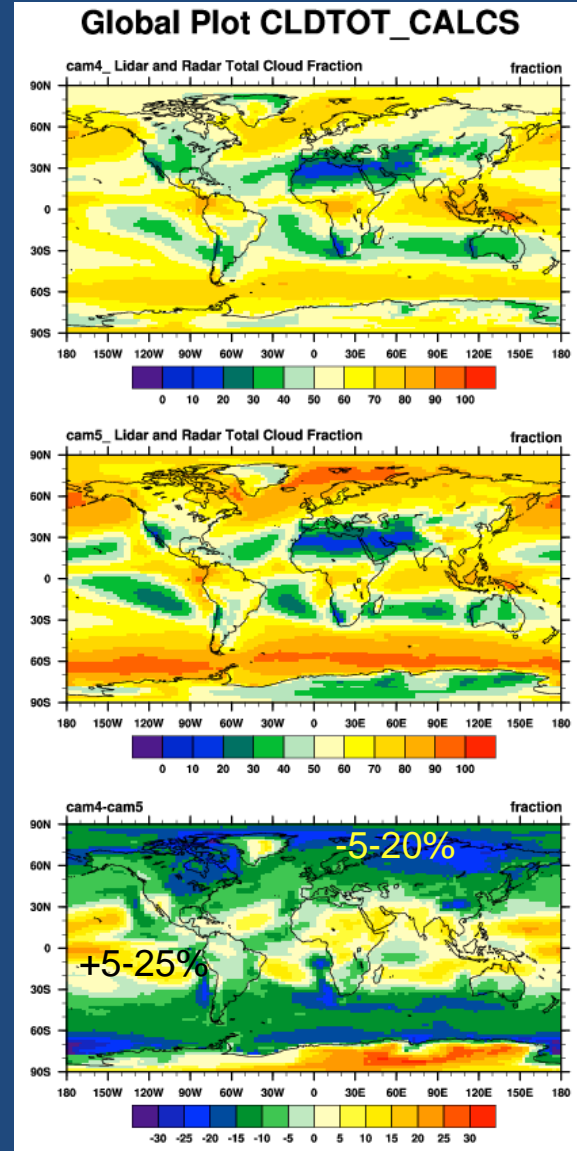 Global Plot CLDTOT_CALCS
cam4_ Lidar and Radar Total Cloud Fraction fraction
90N
60N
30N
0
30S
60S
90S
180 150W 120W 90W 60W 30W 0 30E 60E 90E 120E 150E 180
0 10 20 30 40 50 60 70 80 90 100
cam5_ Lidar and Radar Total Cloud Fraction fraction
90N
60N
30N
0
30S
60S
90S
180 150W 120W 90W 60W 30W 0 30E 60E 90E 120E 150E 180
0 10 20 30 40 50 60 70 80 90 100
cam4-cam5 fraction
90N
-5-20%
60N
30N
0
+5-25%
30S
60S
90S
180 150W 120W 90W 60W 30W 0 30E 60E 90E 120E 150E 180
-30 -25 -20 -15 -10 -5 0 5 10 15 20 25 30